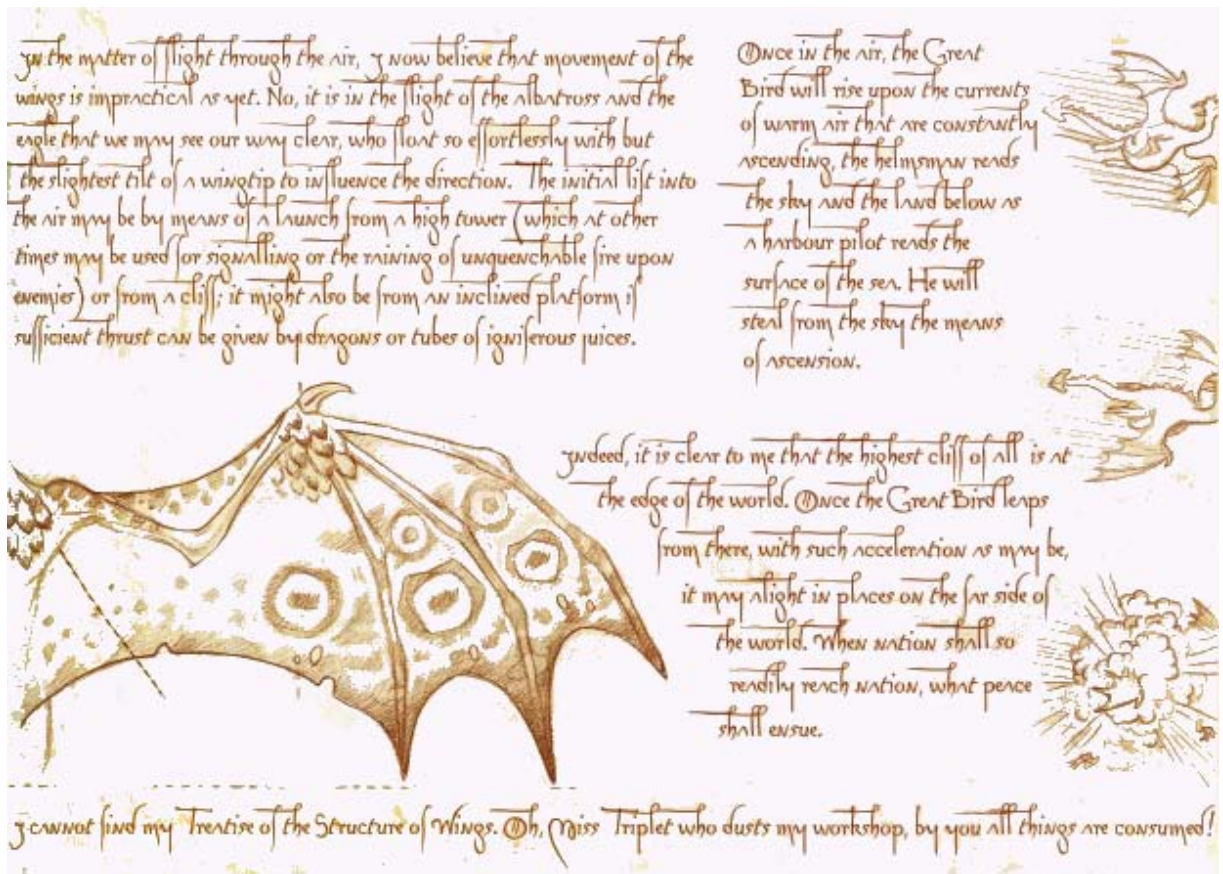 In the matter of flight through the air, I now believe that movement of the
wings is impractical as yet. No, it is in the flight of the albatross and the
eagle that we may see our way clear, who float so effortlessly with but
the slightest tilt of a wingtip to influence the direction. The initial lift into
the air may be by means of a launch from a high tower (which at other
times may be used for signalling or the raining of unquenchable fire upon
enemies) or from a cliff; it might also be from an inclined platform if
sufficient thrust can be given by dragons or tubes of igniferous juices.
Once in the air, the Great
Bird will rise upon the currents
of warm air that are constantly
ascending, the helmsman reads
the sky and the land below as
a harbour pilot reads the
surface of the sea. He will
steal from the sky the means
of ascension.
Indeed, it is clear to me that the highest cliff of all is at
the edge of the world. Once the Great Bird leaps
from there, with such acceleration as may be,
it may alight in places on the far side of
the world. When nation shall so
readily reach nation, what peace
shall ensue.
I cannot find my Treatise of the Structure of Wings. Oh, Miss Triplet who dusts my workshop, by you all things are consumed!